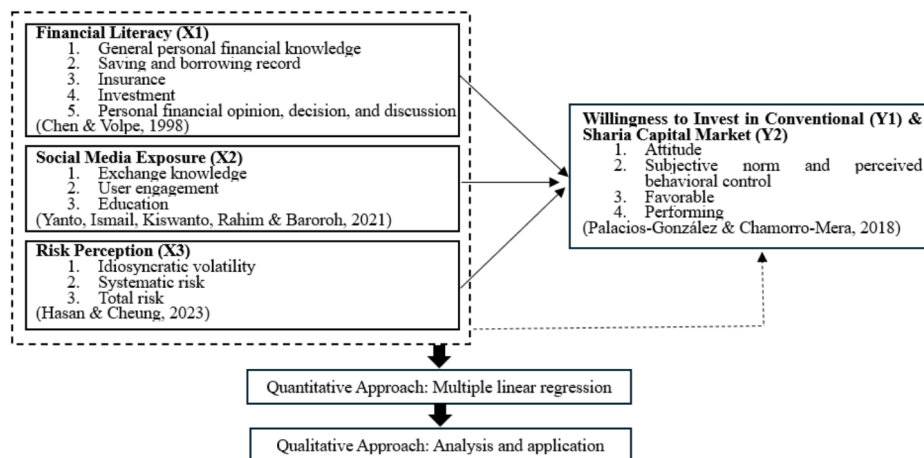 Financial Literacy (X1)
1. General personal financial knowledge
2. Saving and borrowing record
3. Insurance
4. Investment
5. Personal financial opinion, decision, and discussion
(Chen & Volpe, 1998)
Social Media Exposure (X2)
1. Exchange knowledge
2. User engagement
3. Education
(Yanto, Ismail, Kiswanto, Rahim & Baroroh, 2021)
Risk Perception (X3)
1. Idiosyncratic volatility
2. Systematic risk
3. Total risk
(Hasan & Cheung, 2023)
Willingness to Invest in Conventional (Y1) &
Sharia Capital Market (Y2)
1. Attitude
2. Subjective norm and perceived
behavioral control
3. Favorable
4. Performing
(Palacios-González & Chamorro-Mera, 2018)
Quantitative Approach: Multiple linear regression
Qualitative Approach: Analysis and application